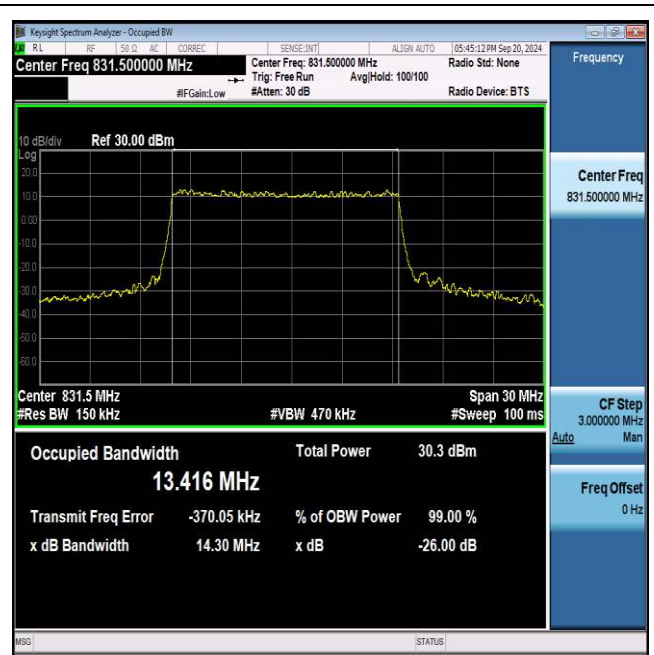 Keysight Spectrum Analyzer - Occupied BW
RL RF 50 Ω AC CORREC SENSE:INT ALIGN AUTO 05:45:12 PM Sep 20, 2024
Center Freq 831.500000 MHz
Center Freq: 831.500000 MHz
Radio Std: None
Trig: Free Run Avg|Hold: 100/100
#IFGain:Low #Atten: 30 dB Radio Device: BTS
10 dB/div Ref 30.00 dBm
Log
20.0
10.0
0.00
-10.0
-20.0
-30.0
-40.0
-50.0
-60.0
Center 831.5 MHz Span 30 MHz
#Res BW 150 kHz #VBW 470 kHz #Sweep 100 ms
Occupied Bandwidth Total Power 30.3 dBm
13.416 MHz
Transmit Freq Error -370.05 kHz % of OBW Power 99.00 %
x dB Bandwidth 14.30 MHz x dB -26.00 dB
MSG STATUS
Frequency
Center Freq
831.500000 MHz
CF Step
3.000000 MHz
Auto Man
Freq Offset
0 Hz